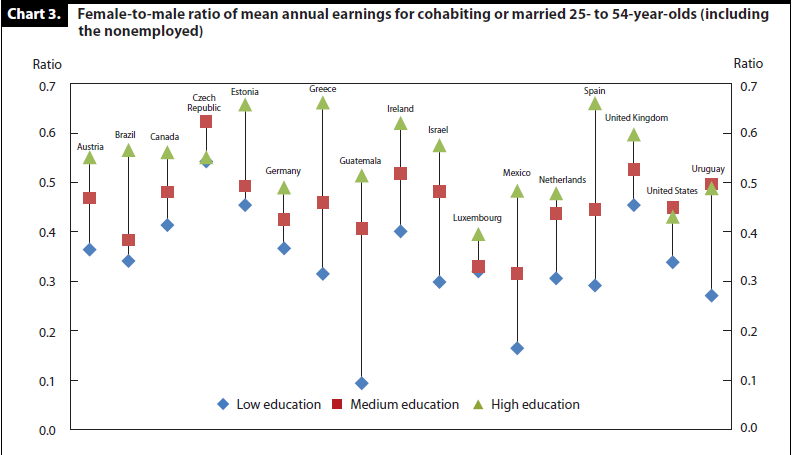 Chart 3. Female-to-male ratio of mean annual earnings for cohabiting or married 25- to 54-year-olds (including
the nonemployed)
Ratio Ratio
0.7 0.7
Greece
Estonia
Spain
Czech
Republic
Ireland
United Kingdom
0.6 0.6
Israel
Brazil
Canada
Austria
Guatemala
Uruguay
Germany
Mexico
Netherlands
0.5 0.5
United States
Luxembourg
0.4 0.4
0.3 0.3
0.2 0.2
0.1 0.1
Low education Medium education High education
0.0 0.0